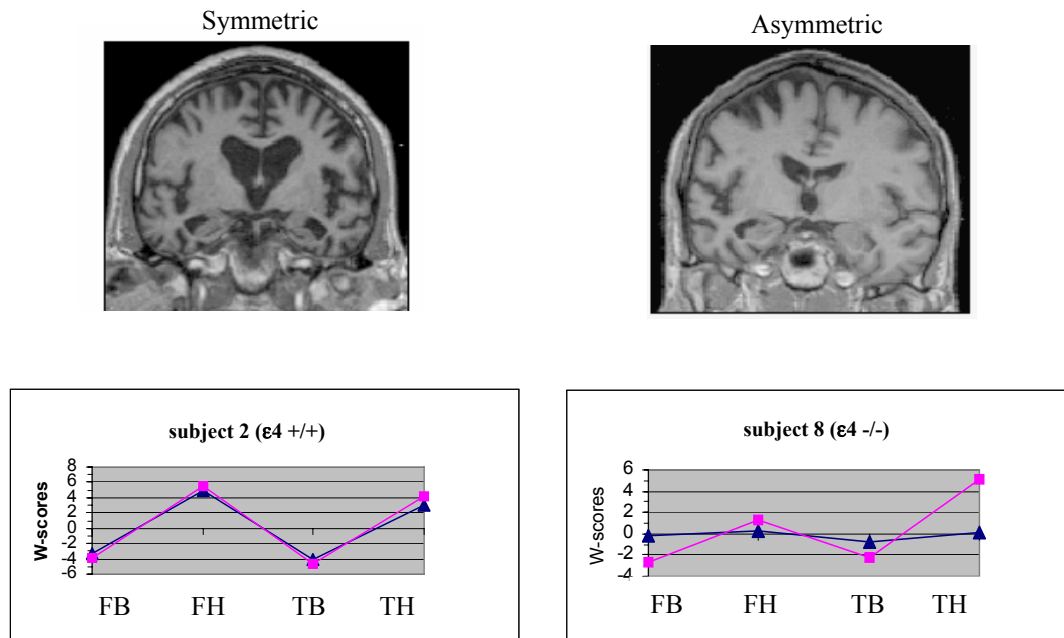 Symmetric
Asymmetric
subject 2 (ε4 +/+)
W-scores
8
6
4
2
0
-2
-4
-6
FB FH TB TH
subject 8 (ε4 -/-)
W-scores
6
4
2
0
-2
-4
FB FH TB TH